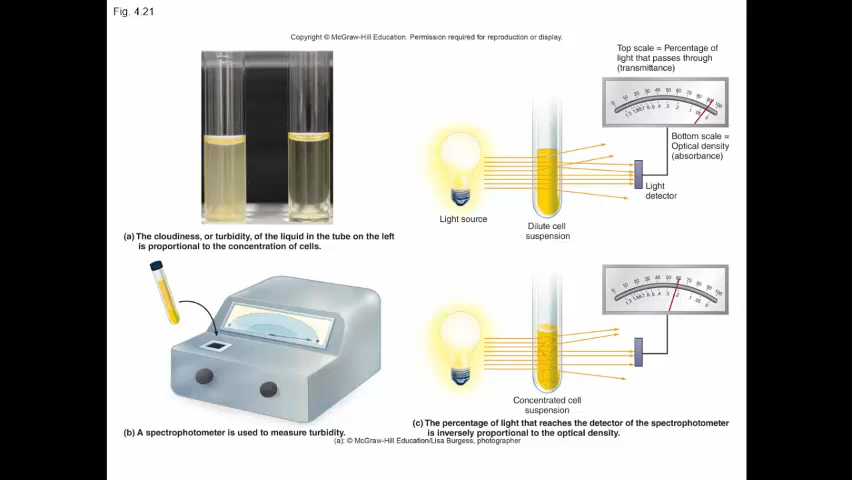 Fig. 4.21
Copyright © McGraw-Hill Education. Permission required for reproduction or display.
Top scale = Percentage of
light that passes through
(transmittance)
Bottom scale =
Optical density
(absorbance)
Light
detector
Light source
Dilute cell
suspension
(a) The cloudiness, or turbidity, of the liquid in the tube on the left
is proportional to the concentration of cells.
Concentrated cell
suspension
(b) A spectrophotometer is used to measure turbidity.
(c) The percentage of light that reaches the detector of the spectrophotometer
is inversely proportional to the optical density.
(a): © McGraw-Hill Education/Lisa Burgess, photographer